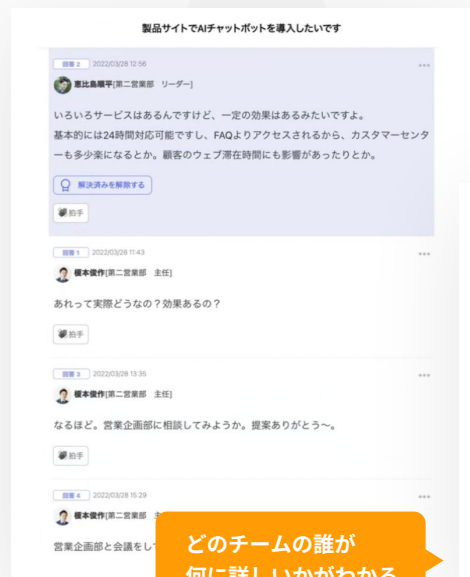 製品サイトでAIチャットボットを導入したいです
回答 2 2022/03/28 12:56
恵比島順平[第二営業部 リーダー]
いろいろサービスはあるんですけど、一定の効果はあるみたいですよ。
基本的には24時間対応可能ですし、FAQよりアクセスされるから、カスタマーセンタ
ーも多少楽になるとか。顧客のウェブ滞在時間にも影響があったりとか。
解決済みを解除する
拍手
回答 1 2022/03/28 11:43
榎本俊作[第二営業部 主任]
あれって実際どうなの？効果あるの？
拍手
回答 3 2022/03/28 13:35
榎本俊作[第二営業部 主任]
なるほど。営業企画部に相談してみようか。提案ありがとう〜。
拍手
回答 4 2022/03/28 15:29
榎本俊作[第二営業部
営業企画部と会議をし
どのチームの誰が
何に詳しいかがわかる